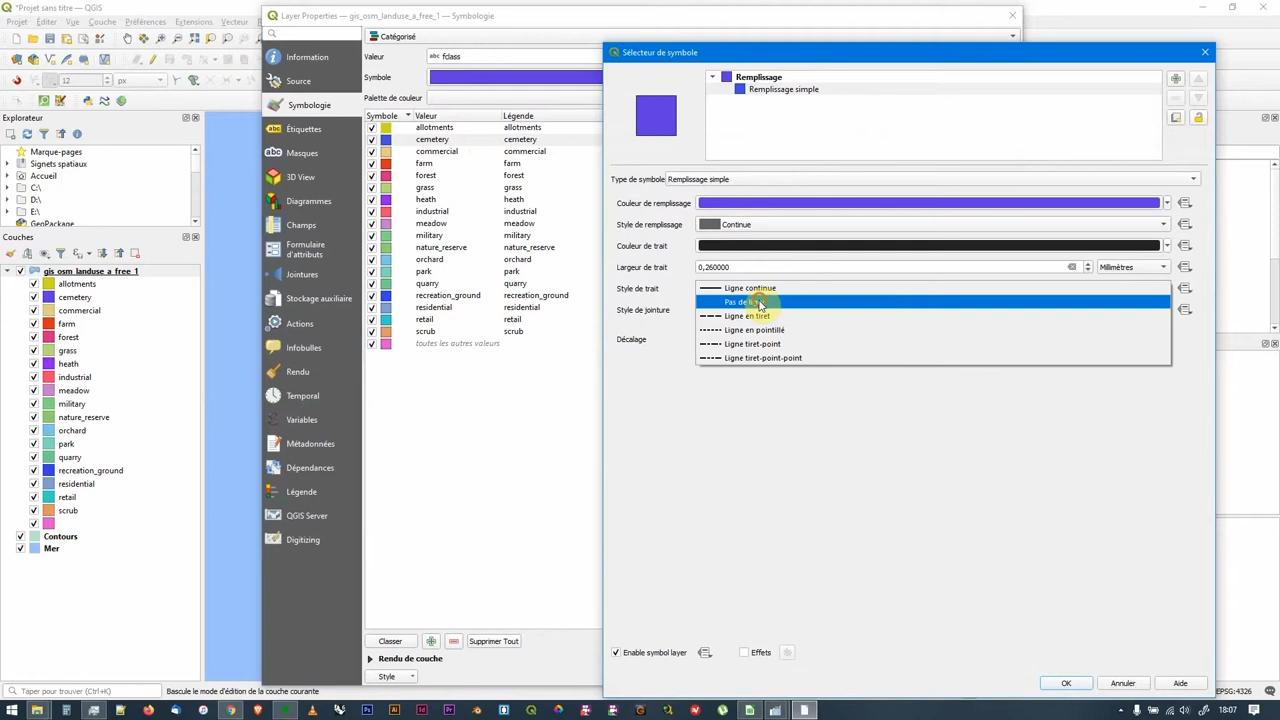 *Projet sans titre — QGIS
Layer Properties — gis_osm_landuse_a_free_1 — Symbologie
Projet Éditer Vue Couche Préférences Extensions Vecteur
Catégorisé
Sélecteur de symbole
Information
Valeur
abc fclass
Source
Symbole
Symbologie
Palette de couleur
Remplissage
Remplissage simple
12
px
Explorateur
Symbole Valeur Légende
Étiquettes
allotments allotments
Masques
cemetery cemetery
Marque-pages
commercial commercial
Signets spatiaux
farm farm
Accueil
3D View
forest forest
Type de symbole Remplissage simple
C:\
grass grass
D:\
Diagrammes
heath heath
Couleur de remplissage
E:\
industrial industrial
GeoPackage
Champs
meadow meadow
Style de remplissage Continue
Couches
military military
Formulaire
d'attributs
nature_reserve nature_reserve
Couleur de trait
orchard orchard
gis_osm_landuse_a_free_1
Jointures
park park
Largeur de trait 0,260000 Millimètres
allotments
quarry quarry
Style de trait Ligne continue
cemetery
Stockage auxiliaire
recreation_ground recreation_ground
Pas de
commercial
residential residential
Style de jointure
Ligne en tiret
farm
Actions
retail retail
Ligne en pointillé
forest
scrub scrub
Décalage
Ligne tiret-point
grass
Infobulles
toutes les autres valeurs
Ligne tiret-point-point
heath
Rendu
industrial
meadow
Temporal
military
nature_reserve
Variables
orchard
park
Métadonnées
quarry
recreation_ground
Dépendances
residential
retail
Légende
scrub
QGIS Server
Contours
Mer
Digitizing
Classer
Supprimer Tout
Enable symbol layer
Effets
Rendu de couche
Style
OK
Annuler
Aide
Taper pour trouver (Ctrl+K)
Bascule le mode d'édition de la couche courante
EPSG:4326
18:07